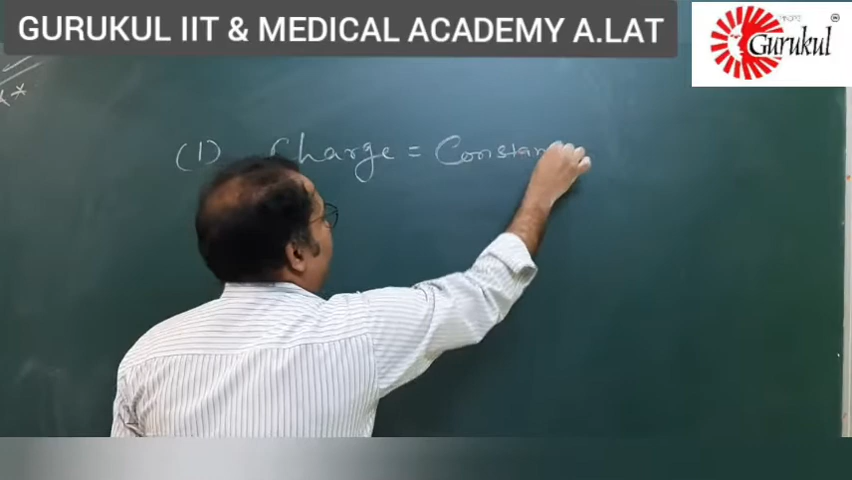 GURUKUL IIT & MEDICAL ACADEMY A.LAT
Gurukul
(1) Charge = Constan